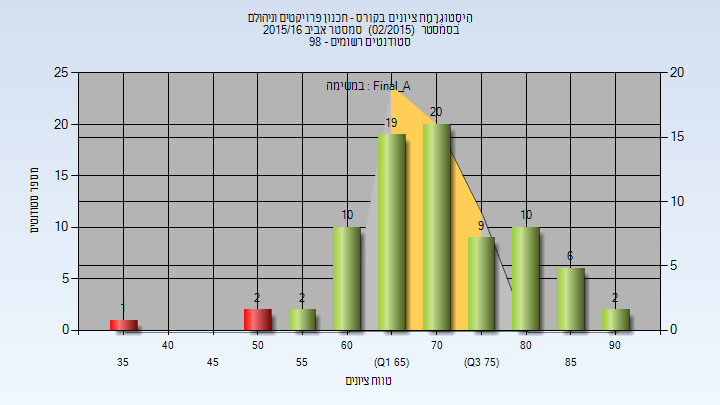 היסטוגרמת ציונים בקורס - תכנון פרויקטים וניהולם
בסמסטר (02/2015) סמסטר אביב 2015/16
סטודנטים רשומים - 98
במשימה : Final_A
מספר סטודנטים
25 20 15 10 5 0
20 15 10 5 0
1 2 2 10 19 20 9 10 6 2
40 50 60 70 80 90
35 45 55 (Q1 65) (Q3 75) 85
טווח ציונים